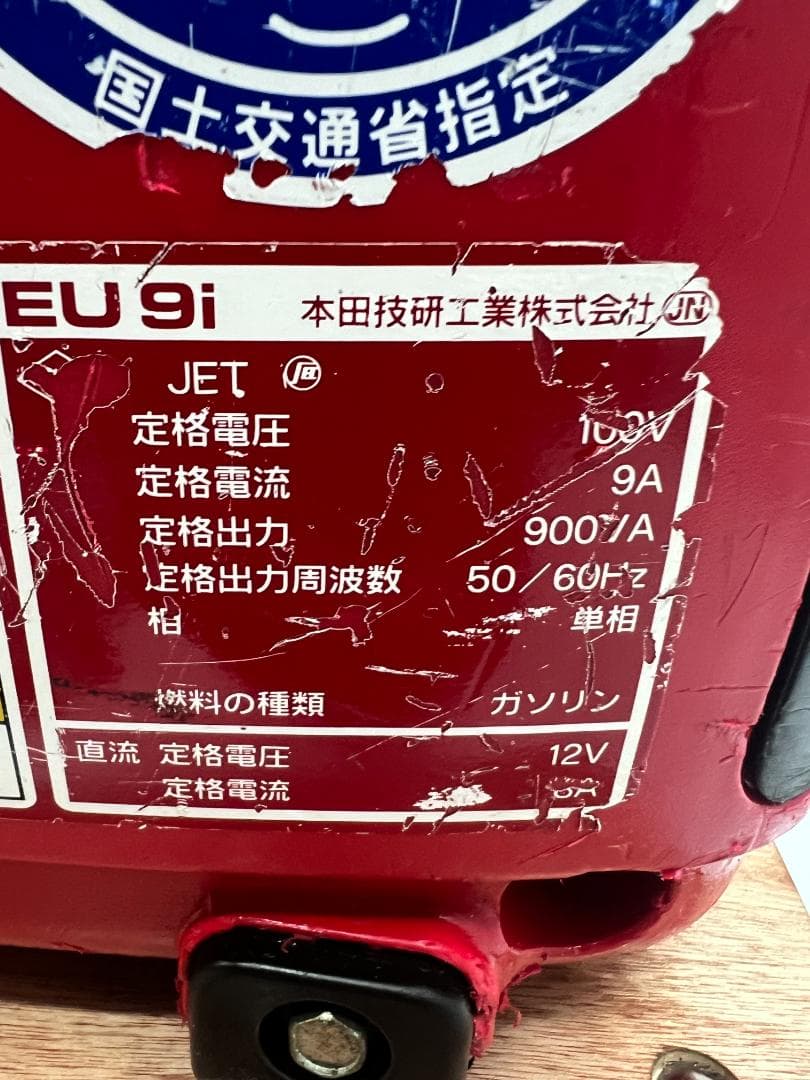 国土交通省指定
EU 9i 本田技研工業株式会社 JN
JET
定格電圧 100V
定格電流 9A
定格出力 900VA
定格出力周波数 50/60Hz
相 単相
燃料の種類 ガソリン
直流 定格電圧 12V
定格電流